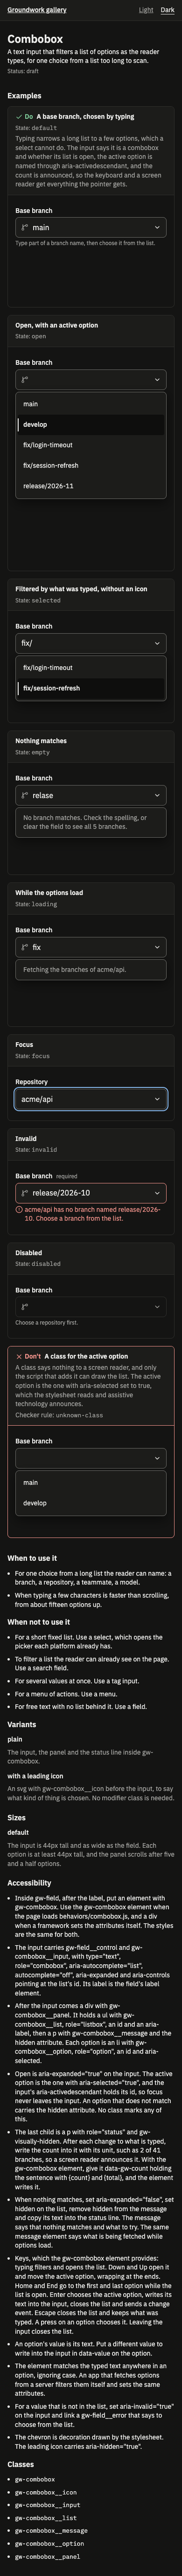 Groundwork gallery
Light
Dark
Combobox
A text input that filters a list of options as the reader
types, for one choice from a list too long to scan.
Status: draft
Examples
Do A base branch, chosen by typing
State: default
Typing narrows a long list to a few options, which a
select cannot do. The input says it is a combobox
and whether its list is open, the active option is
named through aria-activedescendant, and the
count is announced, so the keyboard and a screen
reader get everything the pointer gets.
Base branch
main
Type part of a branch name, then choose it from the list.
Open, with an active option
State: open
Base branch
main
develop
fix/login-timeout
fix/session-refresh
release/2026-11
Filtered by what was typed, without an icon
State: selected
Base branch
fix/
fix/login-timeout
fix/session-refresh
Nothing matches
State: empty
Base branch
relase
No branch matches. Check the spelling, or
clear the field to see all 5 branches.
While the options load
State: loading
Base branch
fix
Fetching the branches of acme/api.
Focus
State: focus
Repository
acme/api
Invalid
State: invalid
Base branch required
release/2026-10
acme/api has no branch named release/2026-
10. Choose a branch from the list.
Disabled
State: disabled
Base branch
Choose a repository first.
Don't A class for the active option
A class says nothing to a screen reader, and only
the script that adds it can draw the list. The active
option is the one with aria-selected set to true,
which the stylesheet reads and assistive
technology announces.
Checker rule: unknown-class
Base branch
main
develop
When to use it
For one choice from a long list the reader can name: a
branch, a repository, a teammate, a model.
When typing a few characters is faster than scrolling,
from about fifteen options up.
When not to use it
For a short fixed list. Use a select, which opens the
picker each platform already has.
To filter a list the reader can already see on the page.
Use a search field.
For several values at once. Use a tag input.
For a menu of actions. Use a menu.
For free text with no list behind it. Use a field.
Variants
plain
The input, the panel and the status line inside gw-
combobox.
with a leading icon
An svg with gw-combobox__icon before the input, to say
what kind of thing is chosen. No modifier class is needed.
Sizes
default
The input is 44px tall and as wide as the field. Each
option is at least 44px tall, and the panel scrolls after five
and a half options.
Accessibility
Inside gw-field, after the label, put an element with
gw-combobox. Use the gw-combobox element when
the page loads behaviors/combobox.js, and a div
when a framework sets the attributes itself. The styles
are the same for both.
The input carries gw-field__control and gw-
combobox__input, with type="text",
role="combobox", aria-autocomplete="list",
autocomplete="off", aria-expanded and aria-controls
pointing at the list's id. Its label is the field's label
element.
After the input comes a div with gw-
combobox__panel. It holds a ul with gw-
combobox__list, role="listbox", an id and an aria-
label, then a p with gw-combobox__message and the
hidden attribute. Each option is an li with gw-
combobox__option, role="option", an id and aria-
selected.
Open is aria-expanded="true" on the input. The active
option is the one with aria-selected="true", and the
input's aria-activedescendant holds its id, so focus
never leaves the input. An option that does not match
carries the hidden attribute. No class marks any of
this.
The last child is a p with role="status" and gw-
visually-hidden. After each change to what is typed,
write the count into it with its unit, such as 2 of 41
branches, so a screen reader announces it. With the
gw-combobox element, give it data-gw-count holding
the sentence with {count} and {total}, and the element
writes it.
When nothing matches, set aria-expanded="false", set
hidden on the list, remove hidden from the message
and copy its text into the status line. The message
says that nothing matches and what to try. The same
message element says what is being fetched while
options load.
Keys, which the gw-combobox element provides:
typing filters and opens the list. Down and Up open it
and move the active option, wrapping at the ends.
Home and End go to the first and last option while the
list is open. Enter chooses the active option, writes its
text into the input, closes the list and sends a change
event. Escape closes the list and keeps what was
typed. A press on an option chooses it. Leaving the
input closes the list.
An option's value is its text. Put a different value to
write into the input in data-value on the option.
The element matches the typed text anywhere in an
option, ignoring case. An app that fetches options
from a server filters them itself and sets the same
attributes.
For a value that is not in the list, set aria-invalid="true"
on the input and link a gw-field__error that says to
choose from the list.
The chevron is decoration drawn by the stylesheet.
The leading icon carries aria-hidden="true".
Classes
gw-combobox
gw-combobox__icon
gw-combobox__input
gw-combobox__list
gw-combobox__message
gw-combobox__option
gw-combobox__panel